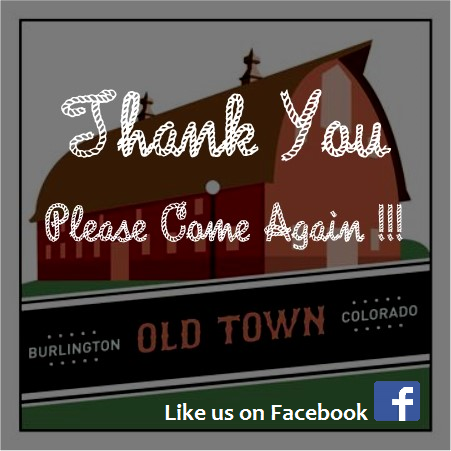 Thank You
Please Come Again !!!
BURLINGTON OLD TOWN COLORADO
Like us on Facebook f